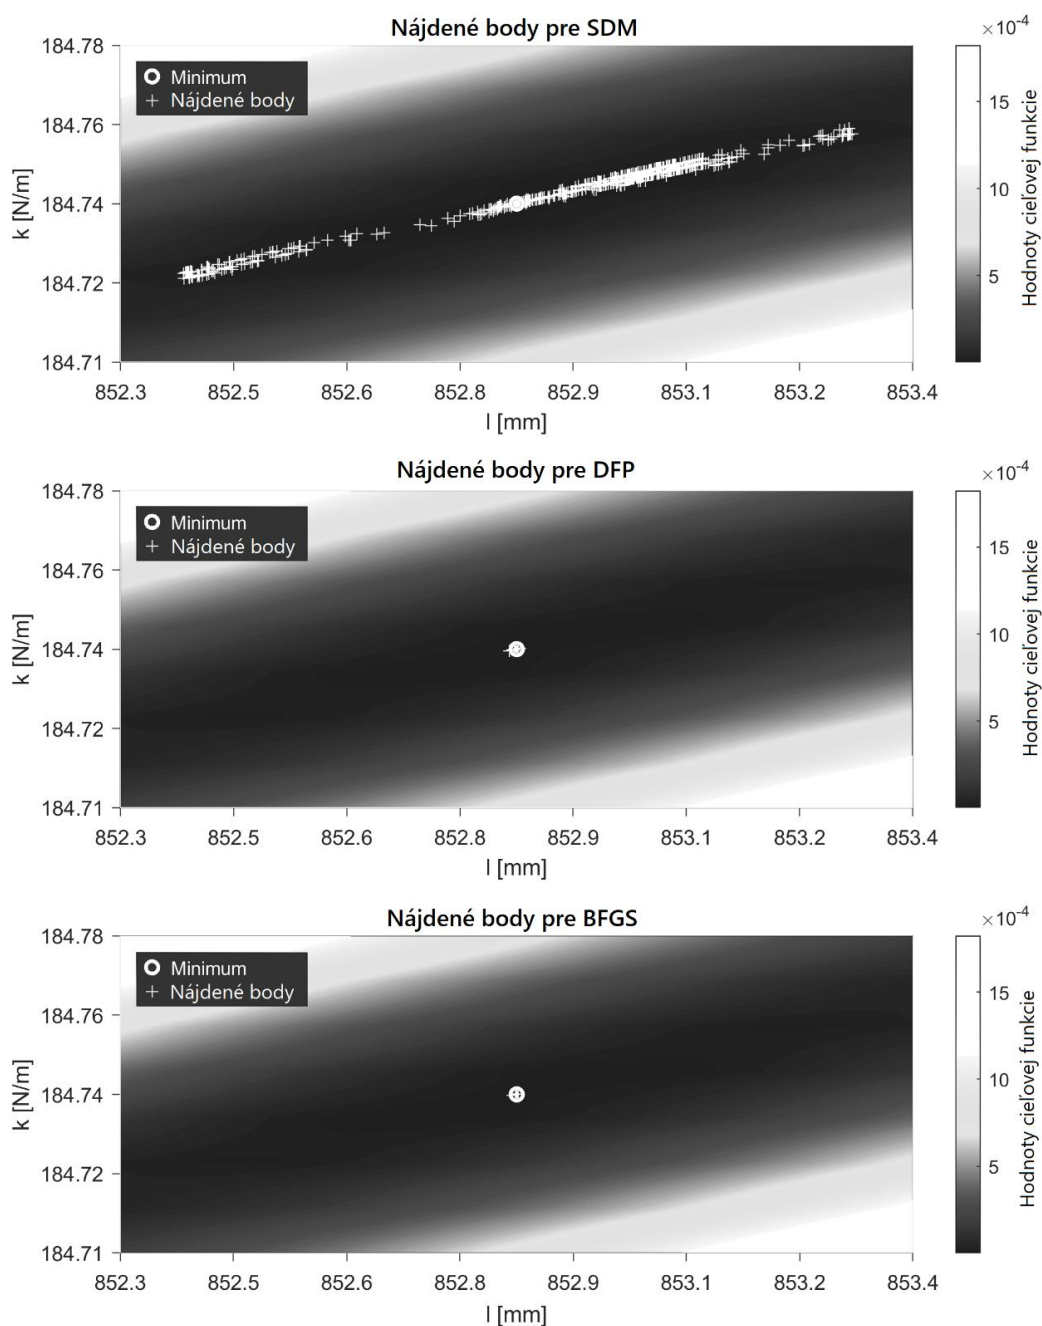 Nájdené body pre SDM
×10-4
184.78
184.76
184.74
184.72
184.71
k [N/m]
Minimum
Nájdené body
852.3 852.5 852.6 852.8 852.9 853.1 853.2 853.4
l [mm]
15
10
5
Hodnoty cieľovej funkcie
Nájdené body pre DFP
×10-4
184.78
184.76
184.74
184.72
184.71
k [N/m]
Minimum
Nájdené body
852.3 852.5 852.6 852.8 852.9 853.1 853.2 853.4
l [mm]
15
10
5
Hodnoty cieľovej funkcie
Nájdené body pre BFGS
×10-4
184.78
184.76
184.74
184.72
184.71
k [N/m]
Minimum
Nájdené body
852.3 852.5 852.6 852.8 852.9 853.1 853.2 853.4
l [mm]
15
10
5
Hodnoty cieľovej funkcie